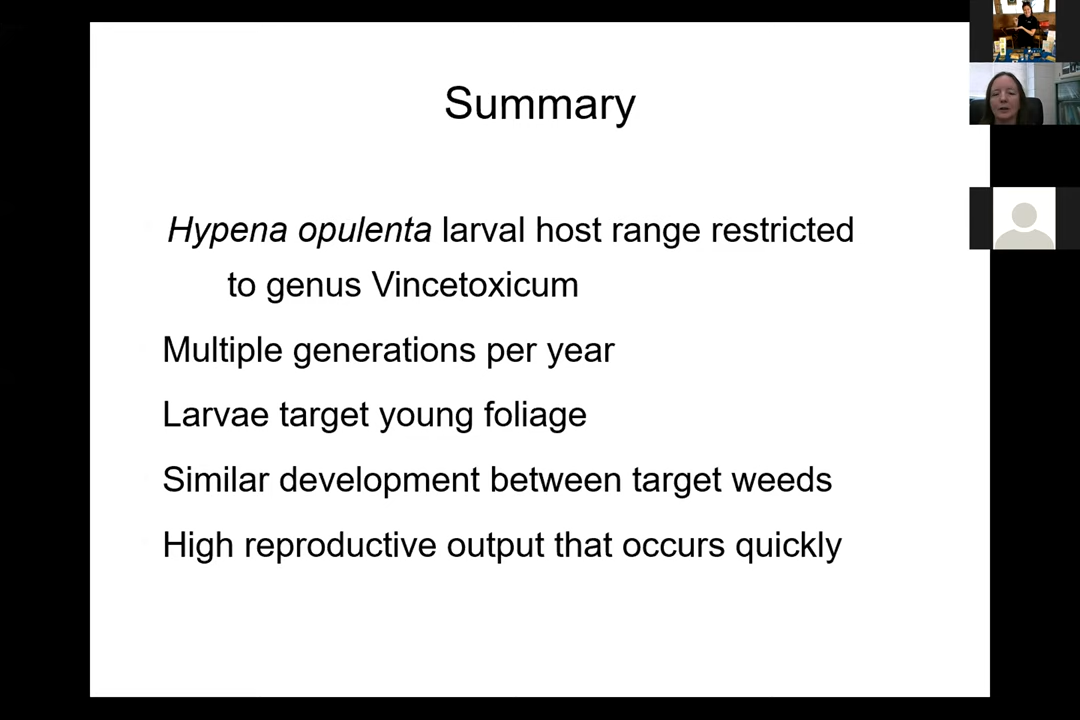 Summary
Hypena opulenta larval host range restricted
to genus Vincetoxicum
Multiple generations per year
Larvae target young foliage
Similar development between target weeds
High reproductive output that occurs quickly